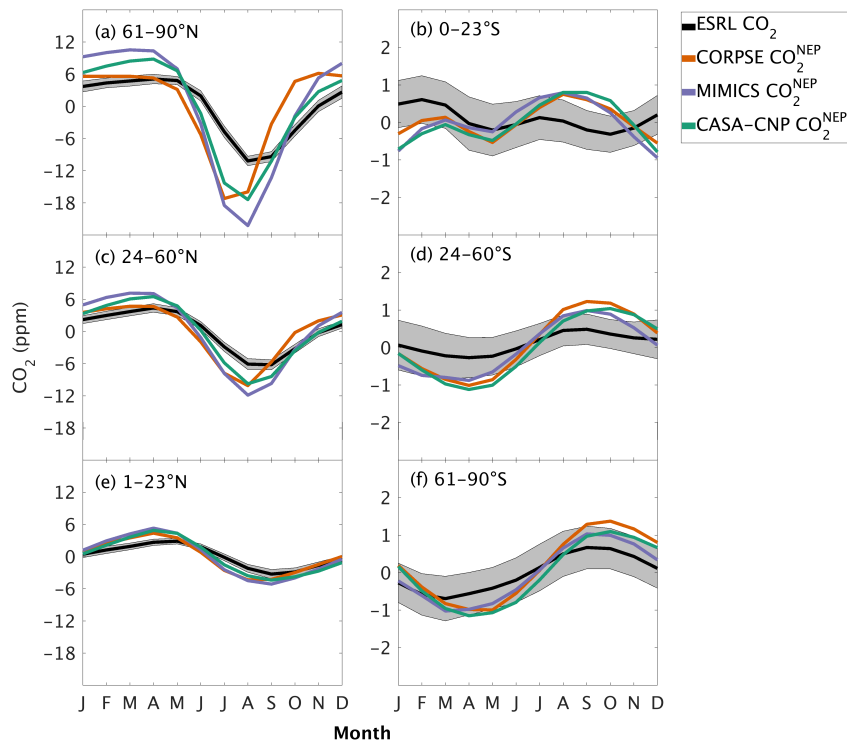 (a) 61–90°N
12
6
0
−6
−12
−18
(b) 0–23°S
2
1
0
−1
−2
ESRL CO₂
CORPSE CO₂ᴺᴱᴾ
MIMICS CO₂ᴺᴱᴾ
CASA–CNP CO₂ᴺᴱᴾ
(c) 24–60°N
12
6
0
−6
−12
−18
CO₂ (ppm)
(d) 24–60°S
2
1
0
−1
−2
(e) 1–23°N
12
6
0
−6
−12
−18
J F M A M J J A S O N D
(f) 61–90°S
2
1
0
−1
−2
J F M A M J J A S O N D
Month